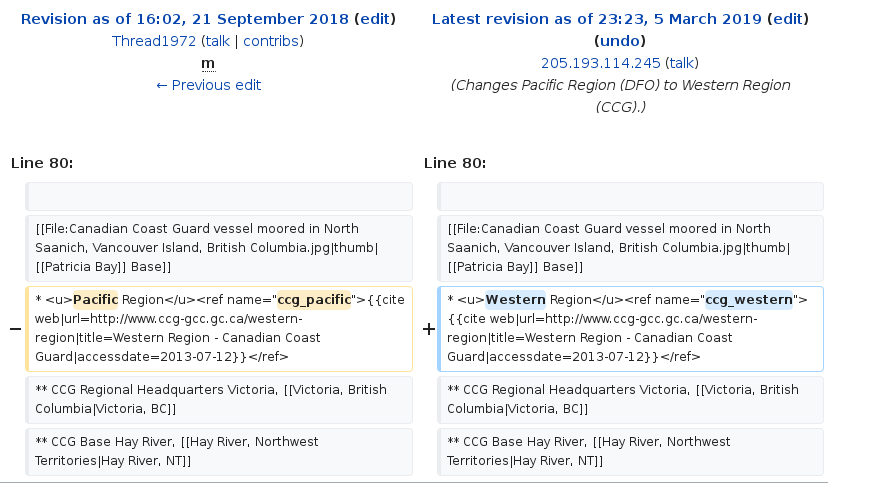 Revision as of 16:02, 21 September 2018 (edit)
Thread1972 (talk | contribs)
m
← Previous edit
Latest revision as of 23:23, 5 March 2019 (edit)
(undo)
205.193.114.245 (talk)
(Changes Pacific Region (DFO) to Western Region
(CCG).)
Line 80:
Line 80:
[[File:Canadian Coast Guard vessel moored in North
Saanich, Vancouver Island, British Columbia.jpg|thumb|
[[Patricia Bay]] Base]]
[[File:Canadian Coast Guard vessel moored in North
Saanich, Vancouver Island, British Columbia.jpg|thumb|
[[Patricia Bay]] Base]]
− * <u>Pacific Region</u><ref name="ccg_pacific">{{cite
web|url=http://www.ccg-gcc.gc.ca/western-
region|title=Western Region - Canadian Coast
Guard|accessdate=2013-07-12}}</ref>
+ * <u>Western Region</u><ref name="ccg_western">
{{cite web|url=http://www.ccg-gcc.gc.ca/western-
region|title=Western Region - Canadian Coast
Guard|accessdate=2013-07-12}}</ref>
** CCG Regional Headquarters Victoria, [[Victoria, British
Columbia|Victoria, BC]]
** CCG Regional Headquarters Victoria, [[Victoria, British
Columbia|Victoria, BC]]
** CCG Base Hay River, [[Hay River, Northwest
Territories|Hay River, NT]]
** CCG Base Hay River, [[Hay River, Northwest
Territories|Hay River, NT]]